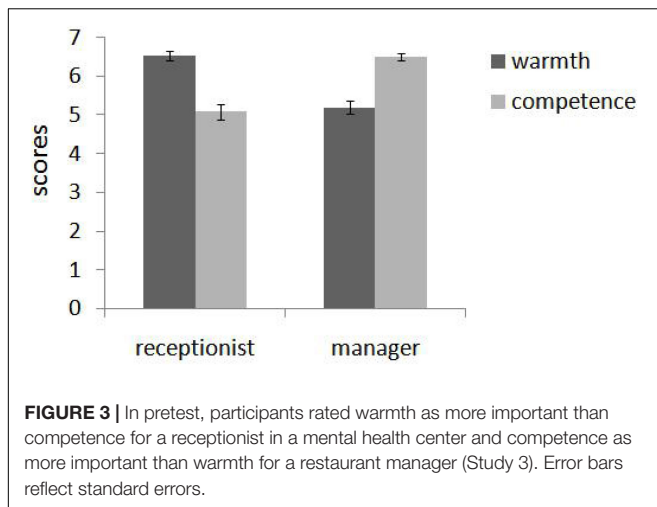 7
6
5
4
3
2
1
0
scores
receptionist
manager
warmth
competence
FIGURE 3 | In pretest, participants rated warmth as more important than
competence for a receptionist in a mental health center and competence as
more important than warmth for a restaurant manager (Study 3). Error bars
reflect standard errors.